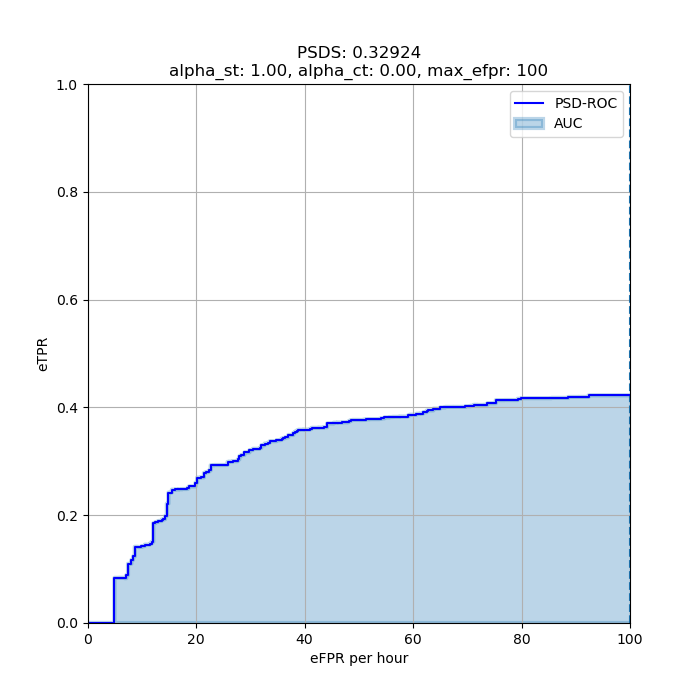 PSDS: 0.32924
alpha_st: 1.00, alpha_ct: 0.00, max_efpr: 100
PSD-ROC
AUC
1.0
0.8
0.6
0.4
0.2
0.0
eTPR
0 20 40 60 80 100
eFPR per hour